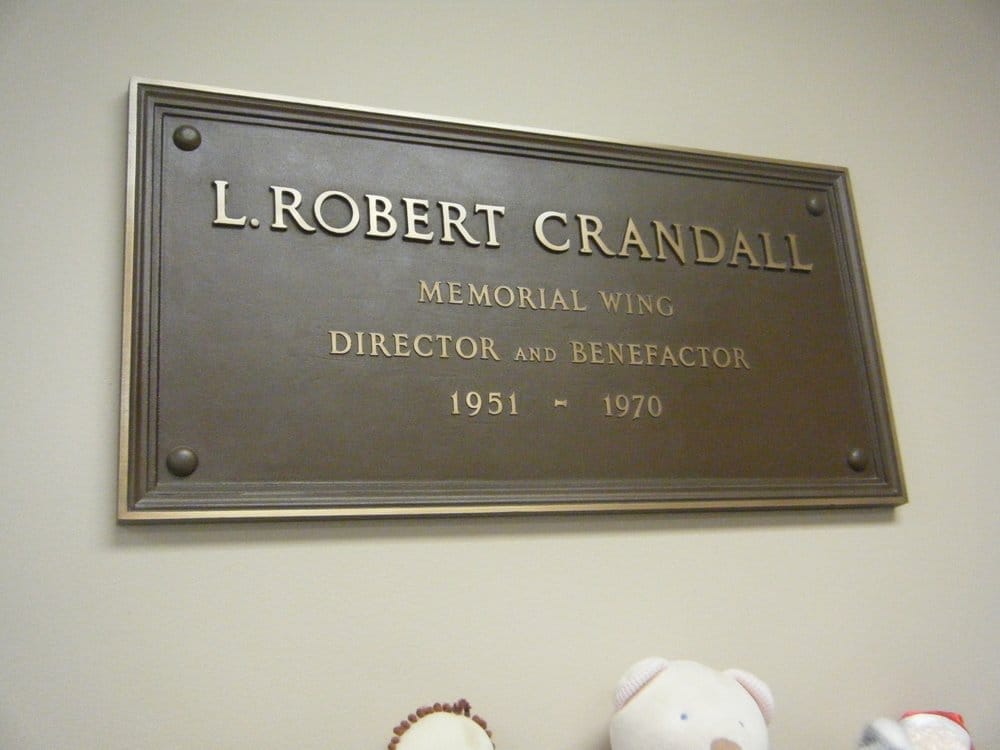 L. ROBERT CRANDALL
MEMORIAL WING
DIRECTOR AND BENEFACTOR
1951 - 1970